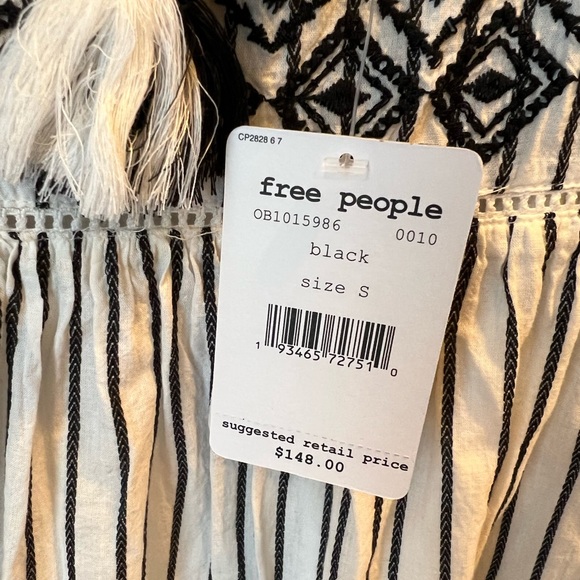 CP2828 6 7
free people
OB1015986 0010
black
size S
1 93465 72751 0
suggested retail price
$148.00